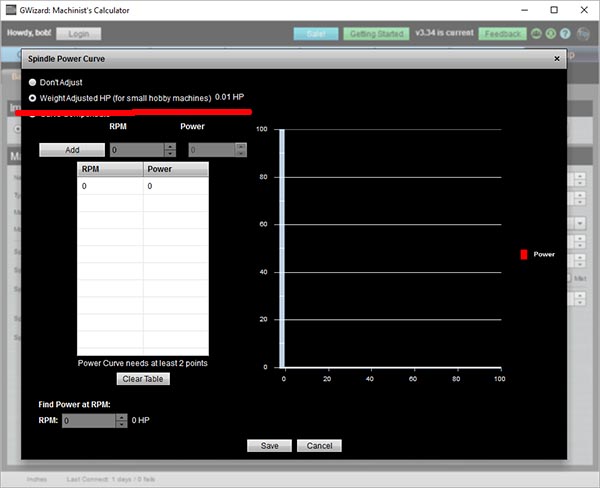 GWizard: Machinist's Calculator
Howdy, bob!
Login
Sale!
Getting Started
v3.34 is current
Feedback
Spindle Power Curve
Don't Adjust
Weight Adjusted HP (for small hobby machines) 0.01 HP
RPM Power
Add 0 0
RPM Power
0 0
100
80
60
40
20
0
0 20 40 60 80 100
Power
Mist
Power Curve needs at least 2 points
Clear Table
Find Power at RPM:
RPM: 0 0 HP
Save Cancel
Inches Last Connect: 1 days / 0 fails